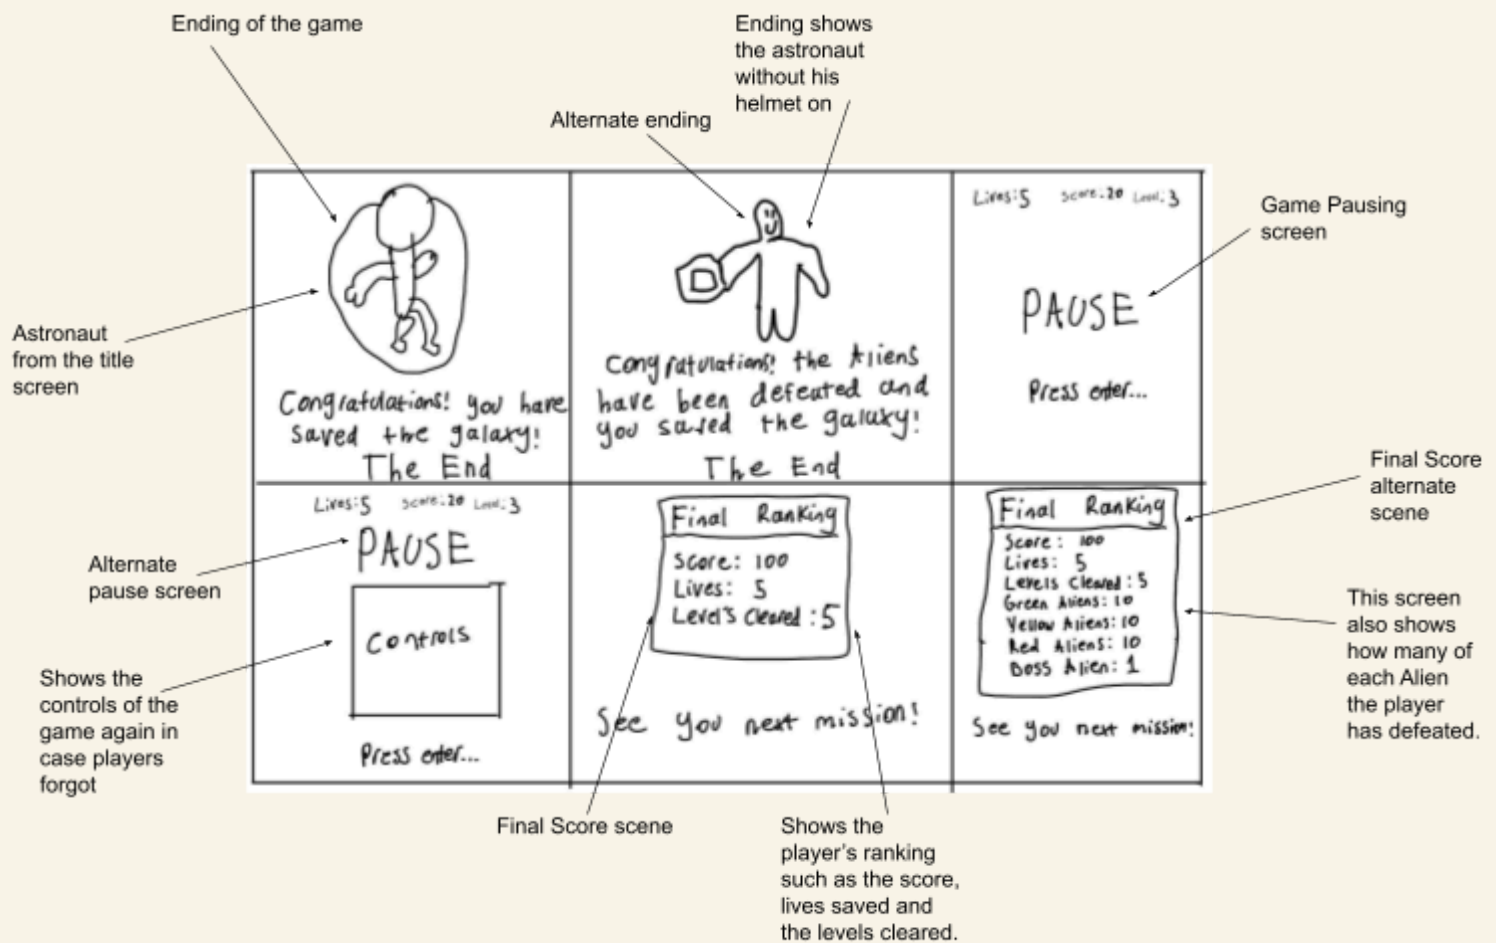 Ending of the game
Ending shows
the astronaut
without his
helmet on
Alternate ending
Astronaut
from the title
screen
Congratulations! you have
saved the galaxy!
The End
Congratulations! the Aliens
have been defeated and
you saved the galaxy!
The End
Lives:5 Score:20 Level:3
PAUSE
Press enter...
Game Pausing
screen
Alternate
pause screen
Shows the
controls of the
game again in
case players
forgot
Lives:5 Score:20 Level:3
PAUSE
Controls
Press enter...
Final Ranking
Score: 100
Lives: 5
Level's Cleared :5
See you next mission!
Final Ranking
Score: 100
Lives: 5
Levels Cleared :5
Green Aliens: 10
Yellow Aliens: 10
Red Aliens: 10
Boss Alien: 1
See you next mission!
Final Score
alternate
scene
This screen
also shows
how many of
each Alien
the player
has defeated.
Final Score scene
Shows the
player's ranking
such as the score,
lives saved and
the levels cleared.